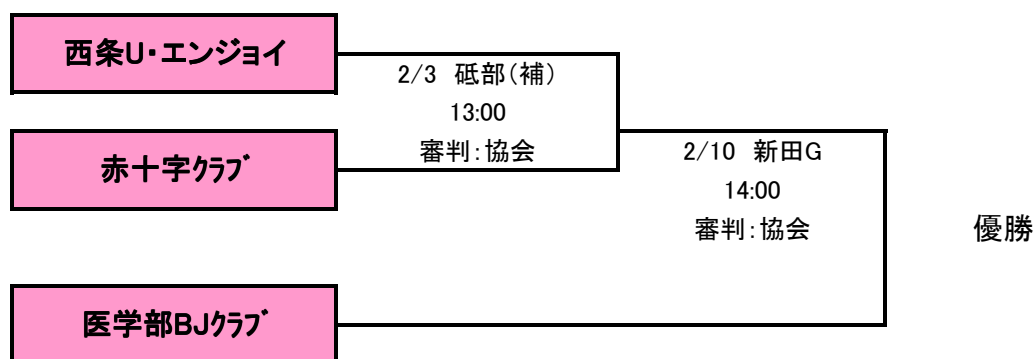 西条U・エンジョイ
2/3 砥部(補)
13:00
審判:協会
赤十字ｸﾗﾌﾞ
2/10 新田G
14:00
審判:協会
優勝
医学部BJｸﾗﾌﾞ